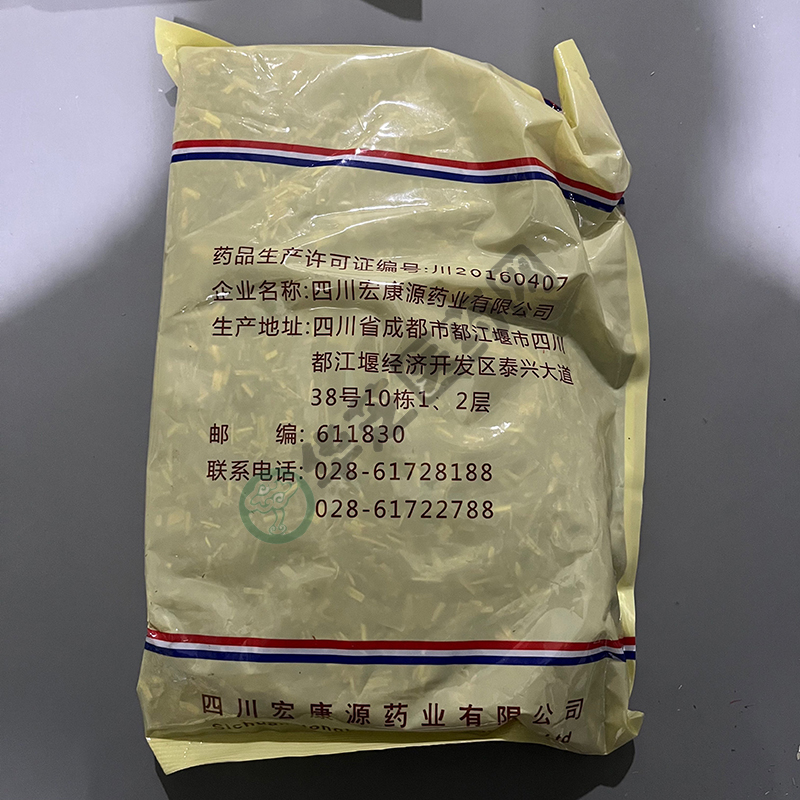 药品生产许可证编号:川20160407
企业名称:四川宏康源药业有限公司
生产地址:四川省成都市都江堰市四川
都江堰经济开发区泰兴大道
38号10栋1、2层
邮 编: 611830
联系电话: 028-61728188
028-61722788
四川宏康源药业有限公司
Ltd